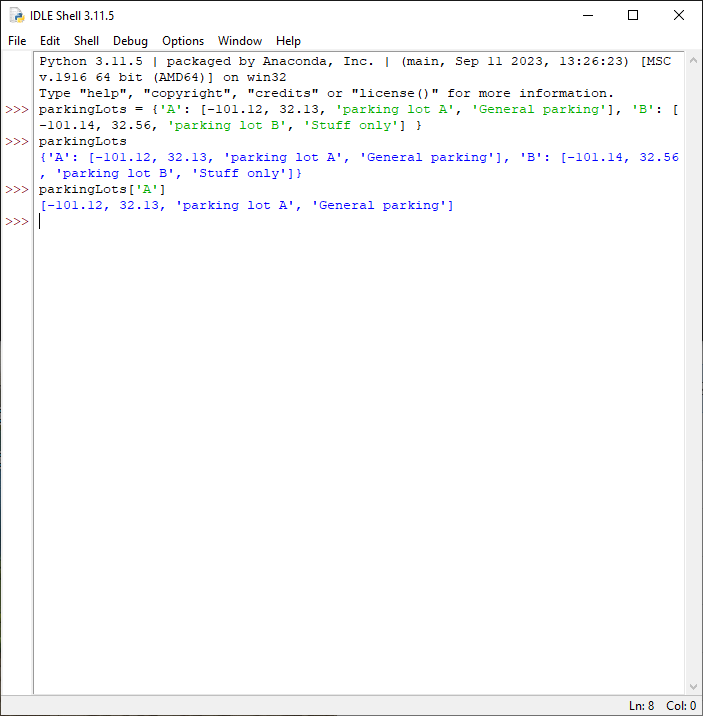 IDLE Shell 3.11.5
File Edit Shell Debug Options Window Help
Python 3.11.5 | packaged by Anaconda, Inc. | (main, Sep 11 2023, 13:26:23) [MSC
v.1916 64 bit (AMD64)] on win32
Type "help", "copyright", "credits" or "license()" for more information.
>>> parkingLots = {'A': [-101.12, 32.13, 'parking lot A', 'General parking'], 'B': [
-101.14, 32.56, 'parking lot B', 'Stuff only'] }
>>> parkingLots
{'A': [-101.12, 32.13, 'parking lot A', 'General parking'], 'B': [-101.14, 32.56
, 'parking lot B', 'Stuff only']}
>>> parkingLots['A']
[-101.12, 32.13, 'parking lot A', 'General parking']
>>>
Ln: 8 Col: 0